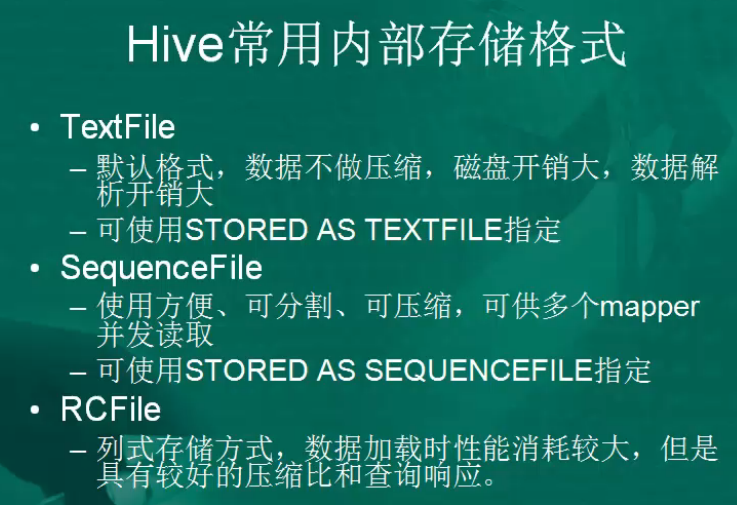 Hive常用内部存储格式
• TextFile
– 默认格式，数据不做压缩，磁盘开销大，数据解
析开销大
– 可使用STORED AS TEXTFILE指定
• SequenceFile
– 使用方便、可分割、可压缩，可供多个mapper
并发读取
– 可使用STORED AS SEQUENCEFILE指定
• RCFile
– 列式存储方式，数据加载时性能消耗较大，但是
具有较好的压缩比和查询响应。